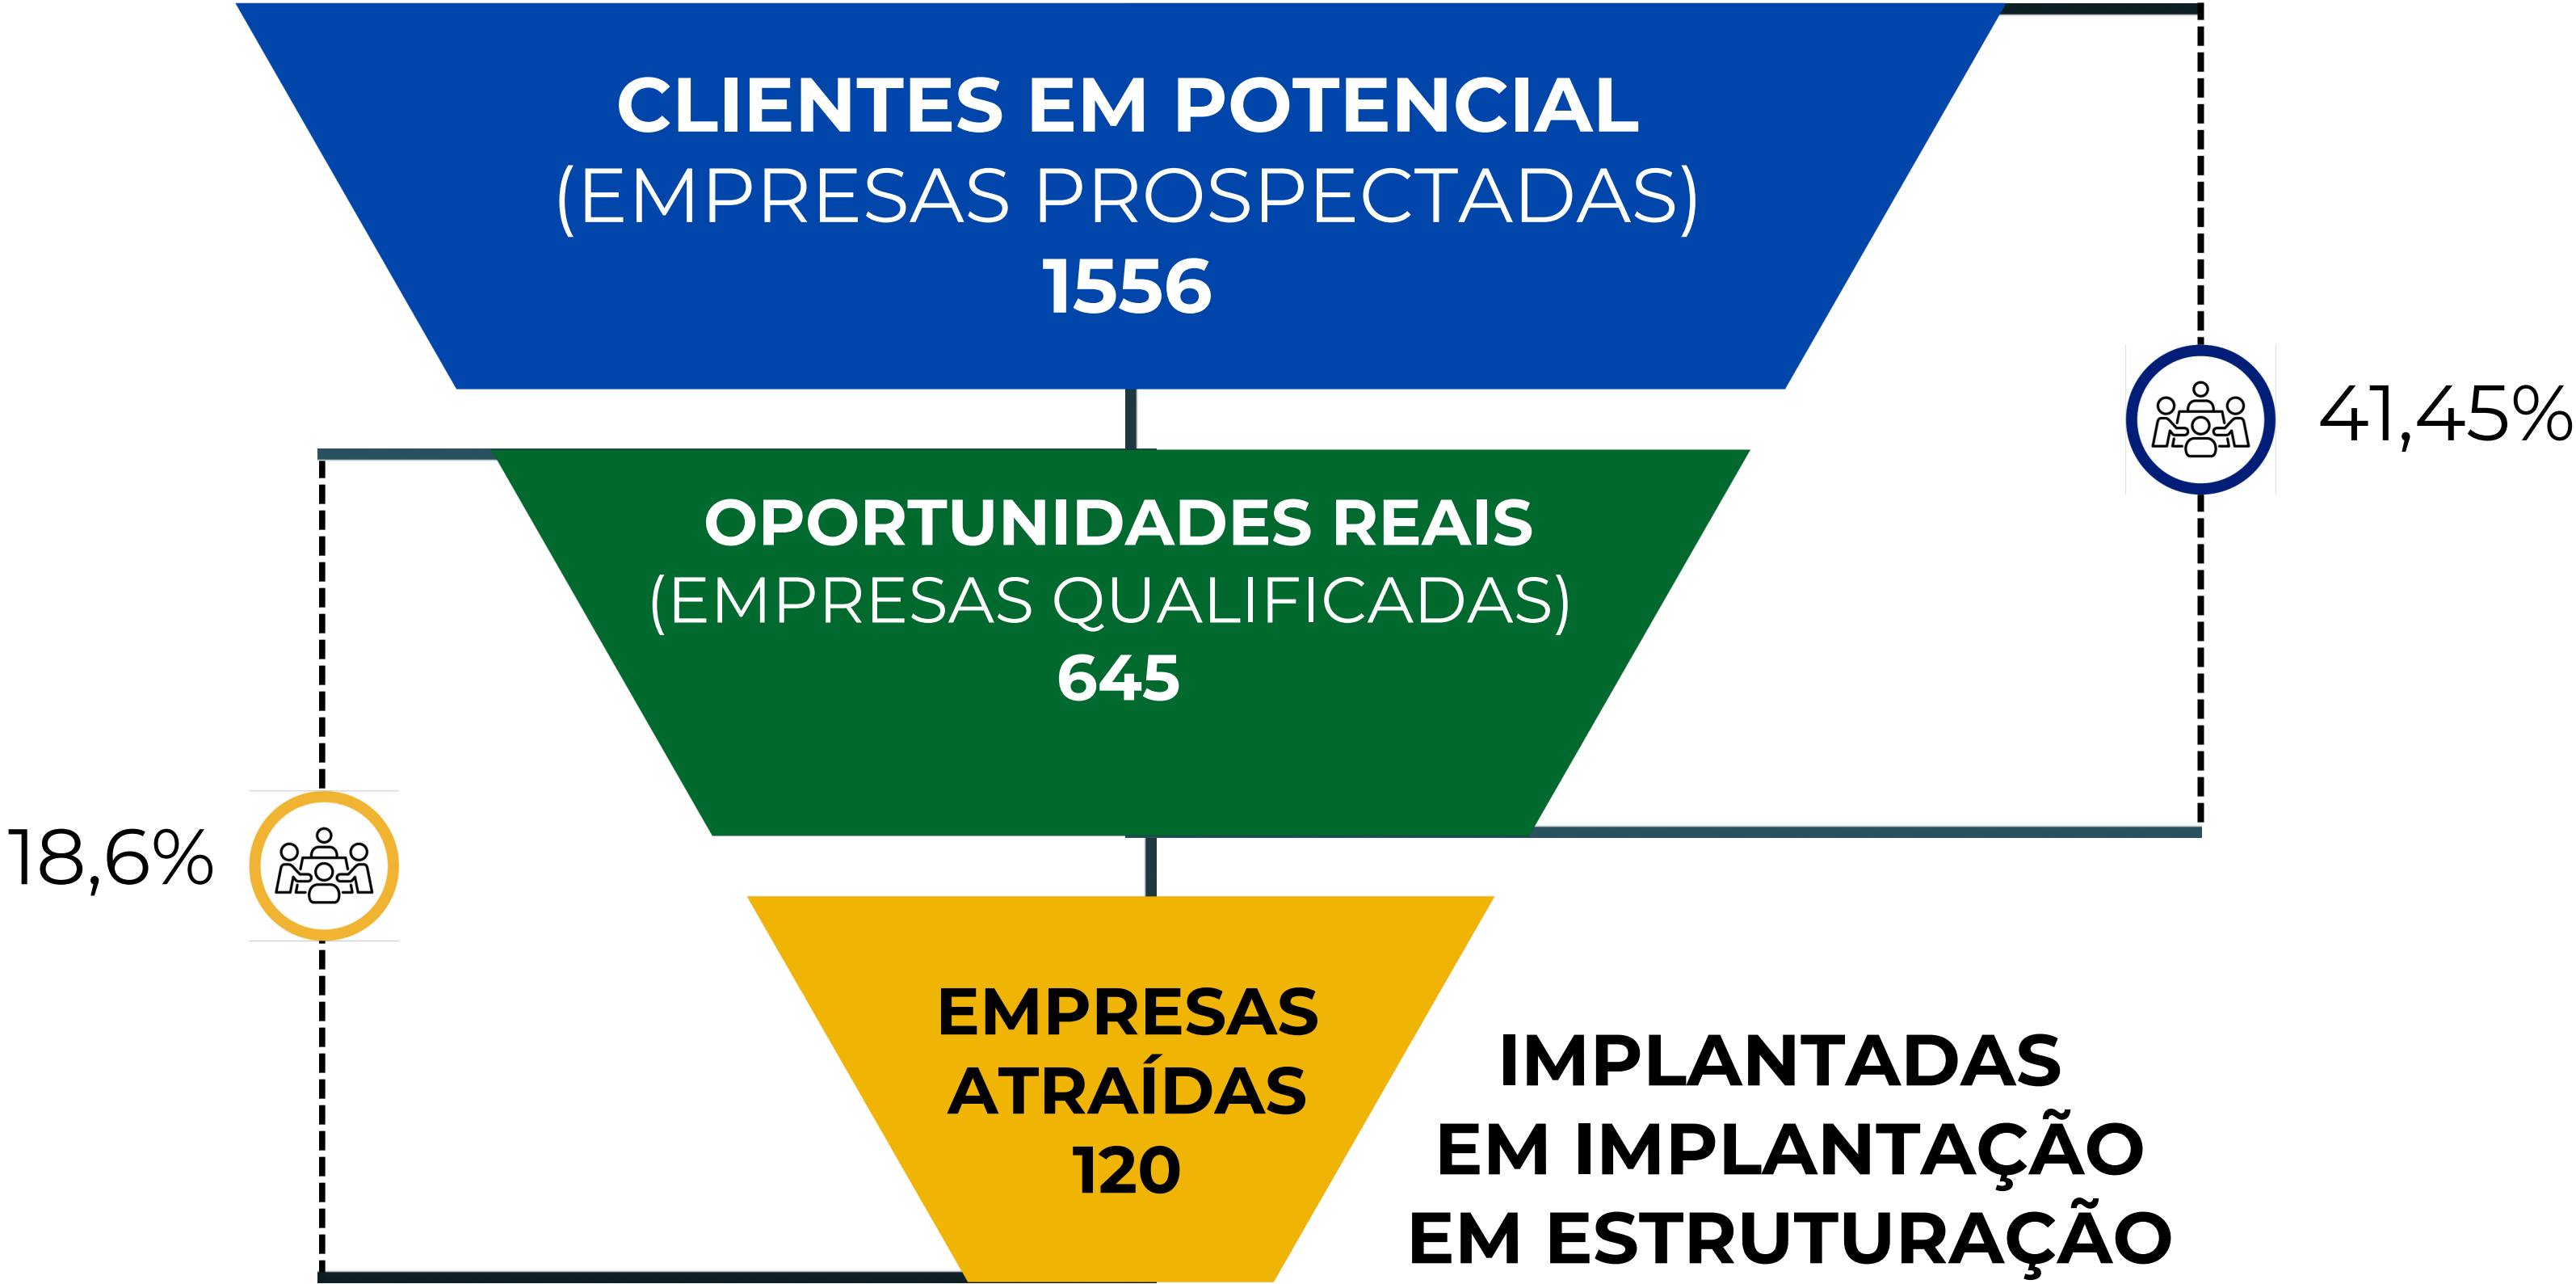 CLIENTES EM POTENCIAL
(EMPRESAS PROSPECTADAS)
1556
41,45%
OPORTUNIDADES REAIS
(EMPRESAS QUALIFICADAS)
645
18,6%
EMPRESAS
ATRAÍDAS
120
IMPLANTADAS
EM IMPLANTAÇÃO
EM ESTRUTURAÇÃO